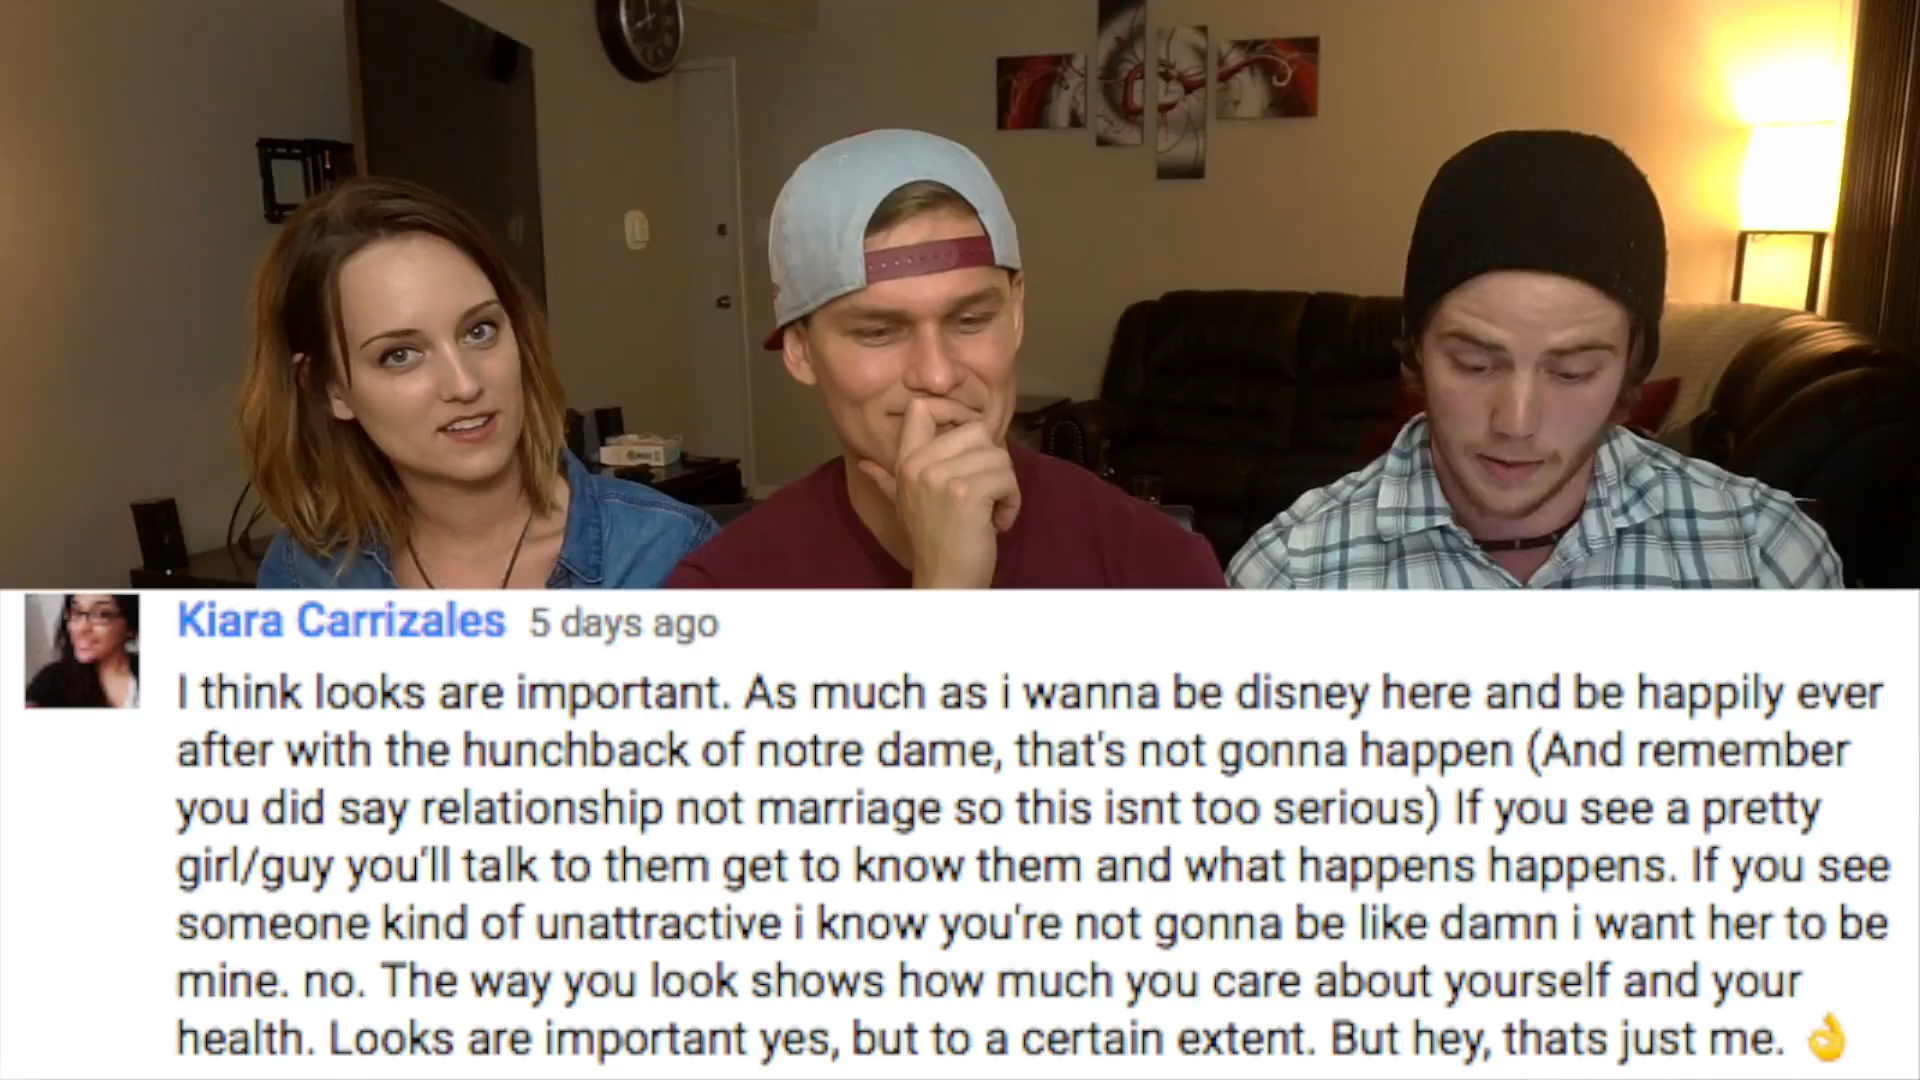 Kiara Carrizales 5 days ago
I think looks are important. As much as i wanna be disney here and be happily ever
after with the hunchback of notre dame, that's not gonna happen (And remember
you did say relationship not marriage so this isnt too serious) If you see a pretty
girl/guy you'll talk to them get to know them and what happens happens. If you see
someone kind of unattractive i know you're not gonna be like damn i want her to be
mine. no. The way you look shows how much you care about yourself and your
health. Looks are important yes, but to a certain extent. But hey, thats just me. 👌